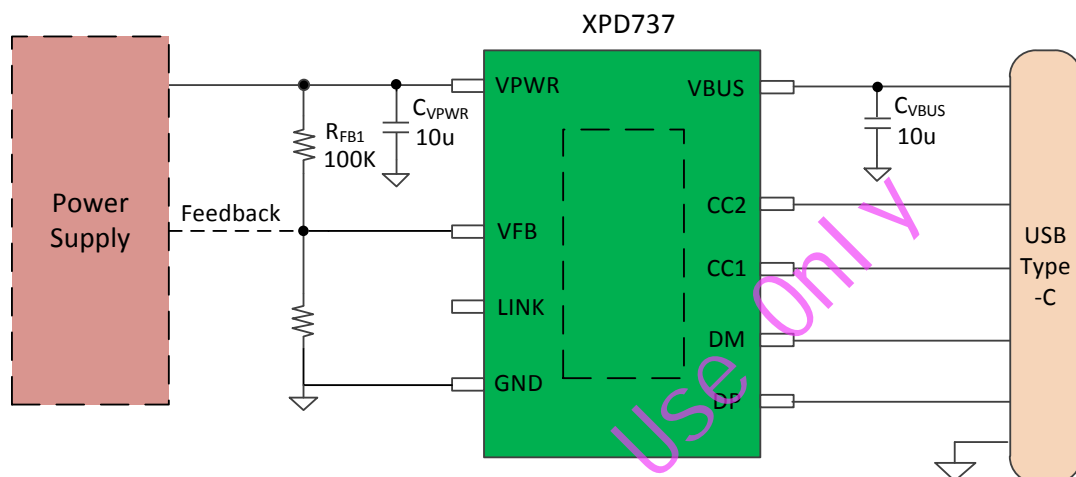 XPD737
VPWR
VBUS
CVPWR
10u
CVBUS
10u
RFB1
100K
Power
Supply
Feedback
VFB
CC2
CC1
USB
Type
-C
LINK
DM
GND
DP
Use Only